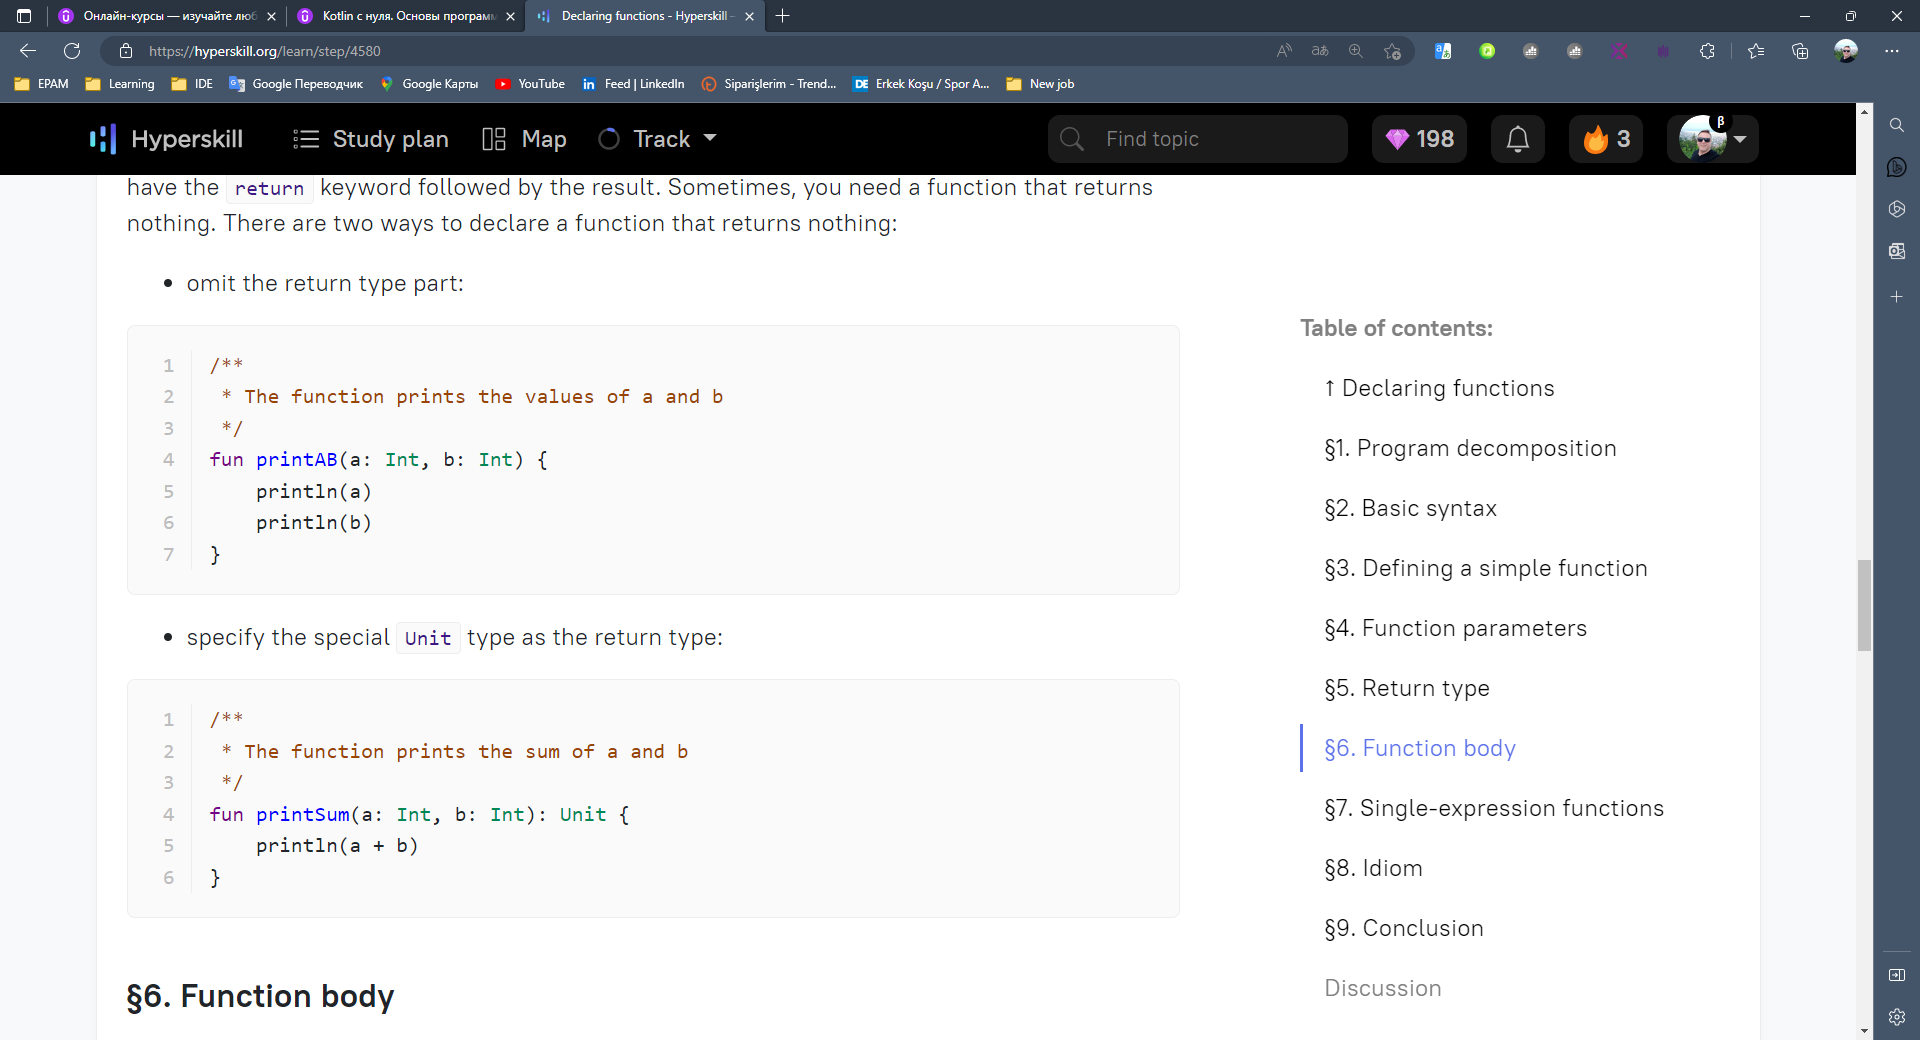 Онлайн-курсы — изучайте люб
Kotlin с нуля. Основы программ
Declaring functions - Hyperskill -
https://hyperskill.org/learn/step/4580
EPAM
Learning
IDE
Google Переводчик
Google Карты
YouTube
Feed | LinkedIn
Siparişlerim - Trend...
DE Erkek Koşu / Spor A...
New job
Hyperskill
Study plan
Map
Track
Find topic
198
3
β
have the return keyword followed by the result. Sometimes, you need a function that returns
nothing. There are two ways to declare a function that returns nothing:
• omit the return type part:
1 /**
2 * The function prints the values of a and b
3 */
4 fun printAB(a: Int, b: Int) {
5 println(a)
6 println(b)
7 }
• specify the special Unit type as the return type:
1 /**
2 * The function prints the sum of a and b
3 */
4 fun printSum(a: Int, b: Int): Unit {
5 println(a + b)
6 }
§6. Function body
Table of contents:
↑ Declaring functions
§1. Program decomposition
§2. Basic syntax
§3. Defining a simple function
§4. Function parameters
§5. Return type
§6. Function body
§7. Single-expression functions
§8. Idiom
§9. Conclusion
Discussion